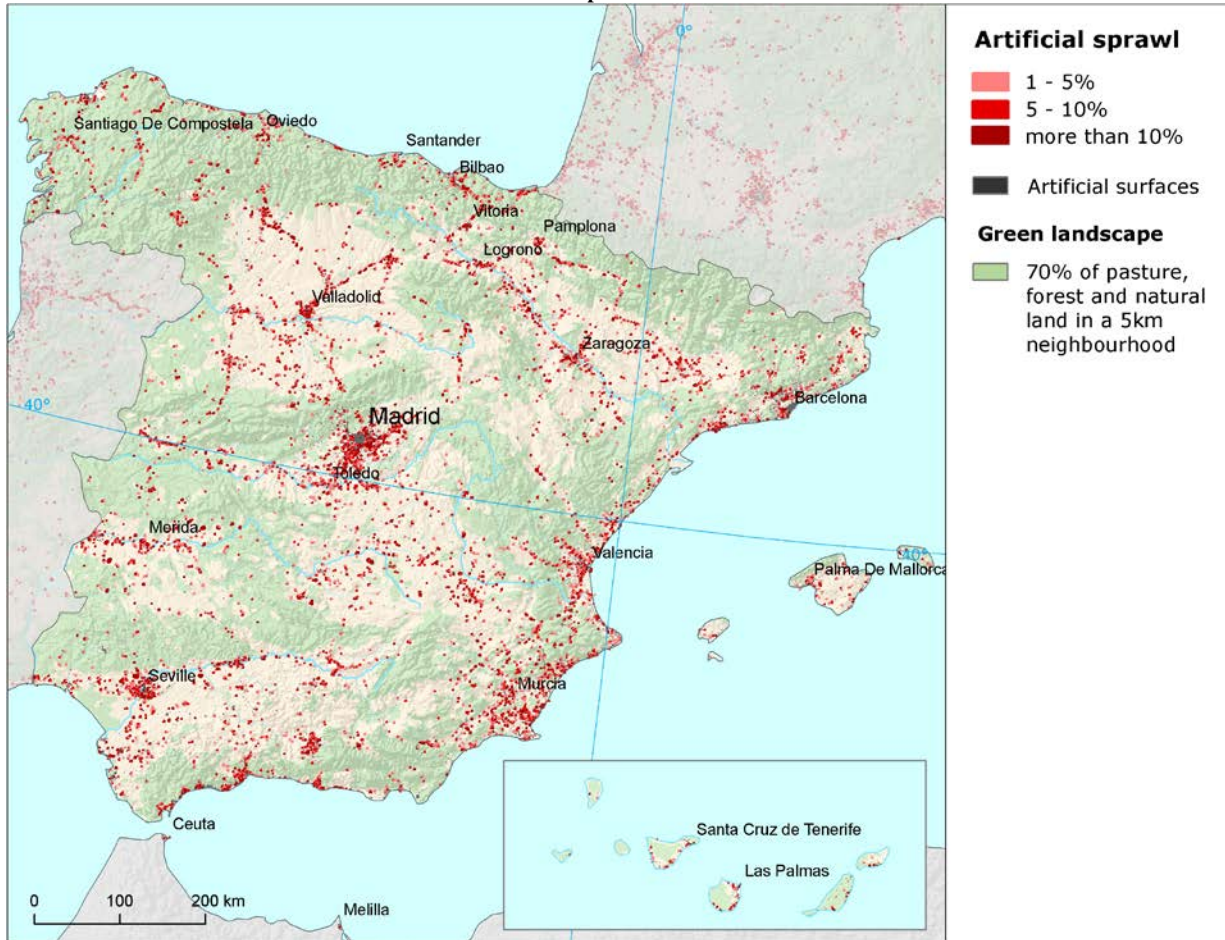 0°
Santiago De Compostela
Oviedo
Santander
Bilbao
Vitoria
Pamplona
Logrono
Valladolid
Zaragoza
Barcelona
40°
Madrid
Toledo
Merida
Valencia
40°
Palma De Mallorca
Seville
Murcia
Ceuta
Melilla
0 100 200 km
Santa Cruz de Tenerife
Las Palmas
Artificial sprawl
1 - 5%
5 - 10%
more than 10%
Artificial surfaces
Green landscape
70% of pasture,
forest and natural
land in a 5km
neighbourhood